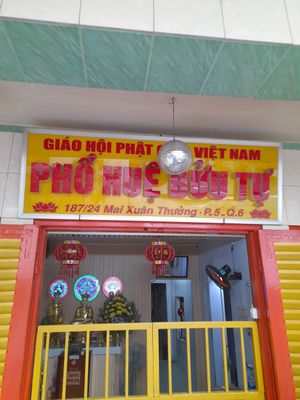 GIÁO HỘI PHẬT VIỆT NAM
PHỔ HUỆ BỬU TỰ
187/24 Mai Xuân Thưởng - P.5 - Q.6